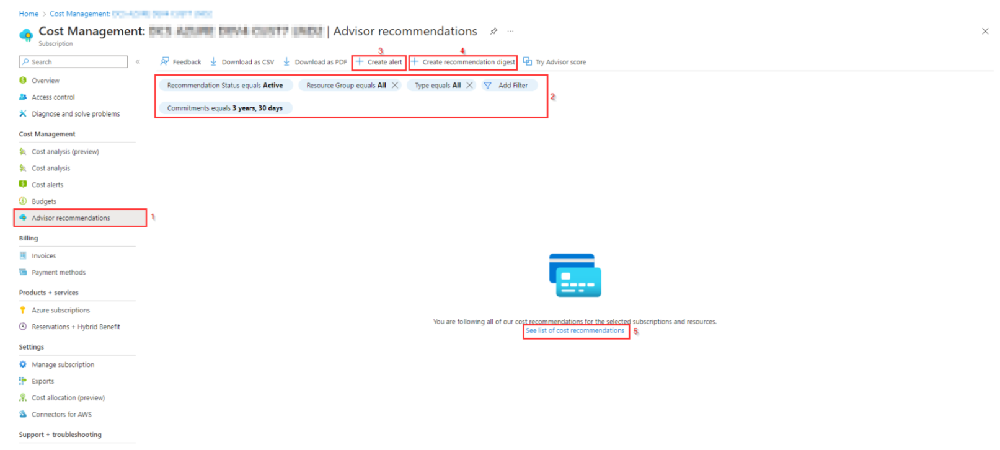 Home > Cost Management:
Cost Management: | Advisor recommendations ...
Subscription
Search «
Feedback Download as CSV Download as PDF + Create alert + Create recommendation digest Try Advisor score
3
4
Recommendation Status equals Active Resource Group equals All Type equals All Add Filter
Commitments equals 3 years, 30 days
2
Overview
Access control
Diagnose and solve problems
Cost Management
Cost analysis (preview)
Cost analysis
Cost alerts
Budgets
Advisor recommendations
1
Billing
Invoices
Payment methods
Products + services
Azure subscriptions
Reservations + Hybrid Benefit
Settings
Manage subscription
Exports
Cost allocation (preview)
Connectors for AWS
Support + troubleshooting
You are following all of our cost recommendations for the selected subscriptions and resources.
See list of cost recommendations
5